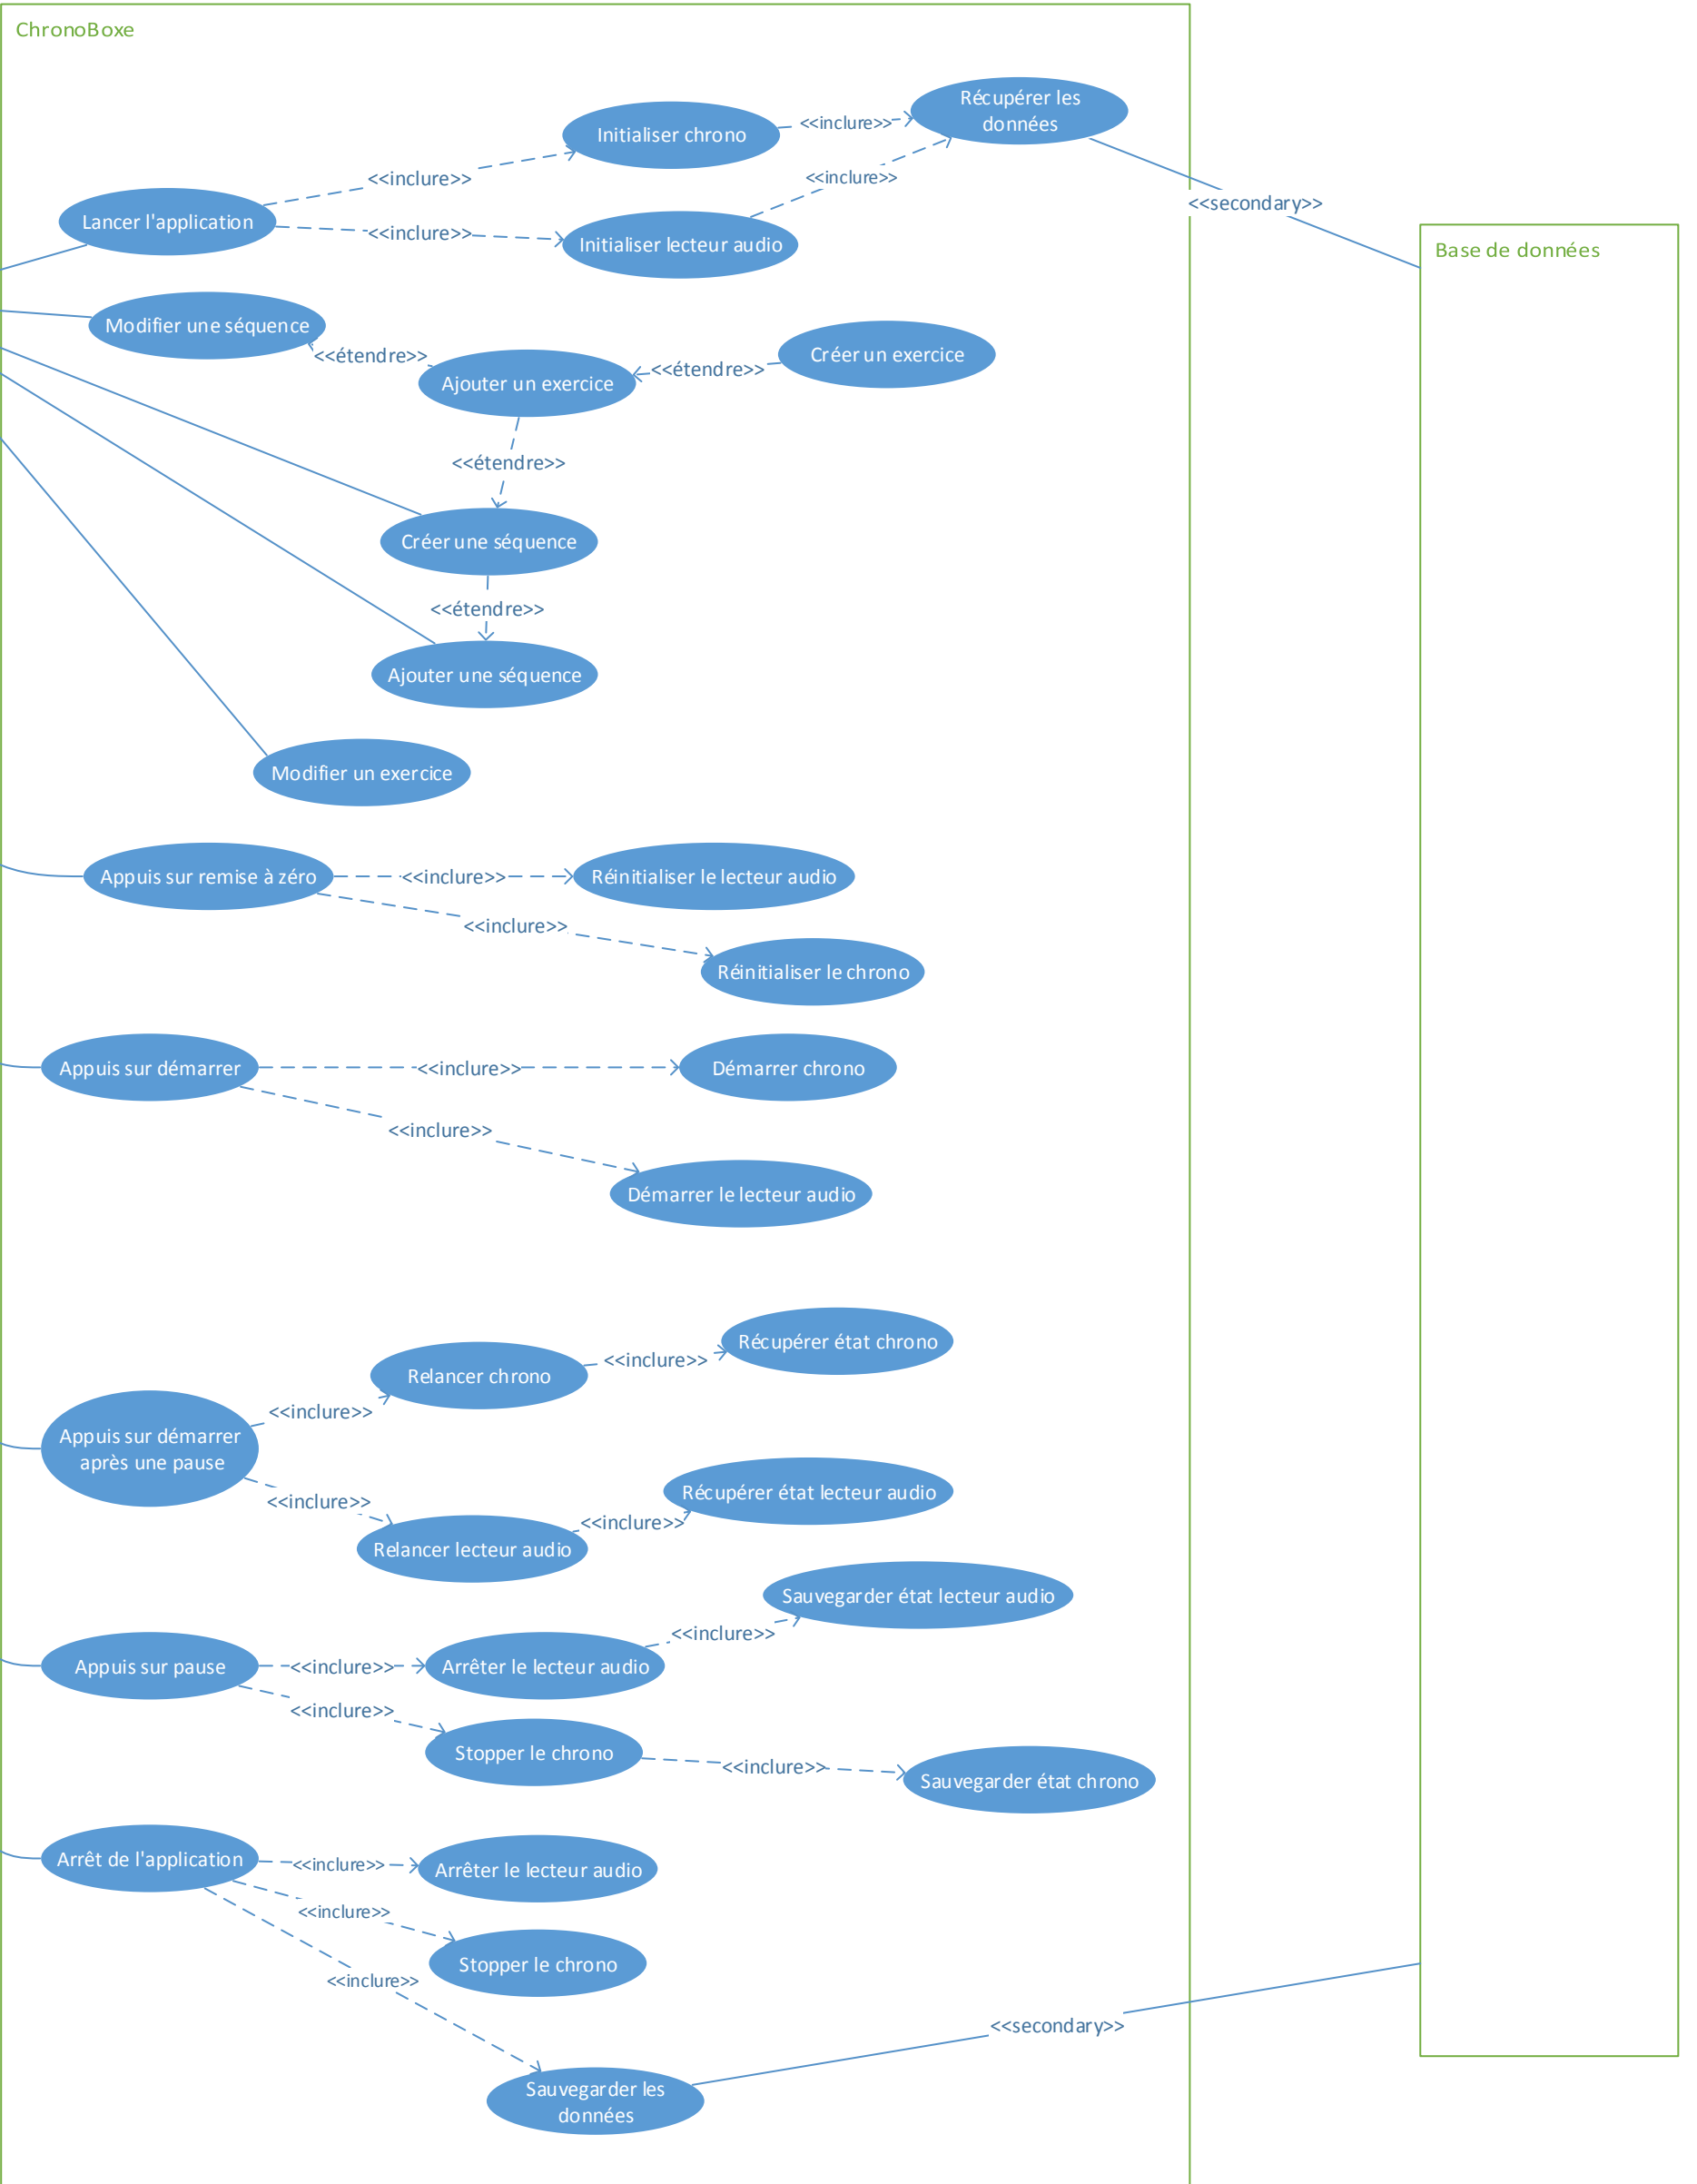 ChronoBoxe
Récupérer les
données
<<inclure>>
Initialiser chrono
<<inclure>>
<<inclure>>
<<secondary>>
Lancer l'application
<<inclure>>
Initialiser lecteur audio
Base de données
Modifier une séquence
<<étendre>>
Ajouter un exercice
<<étendre>>
Créer un exercice
<<étendre>>
Créer une séquence
<<étendre>>
Ajouter une séquence
Modifier un exercice
Appuis sur remise à zéro
<<inclure>>
Réinitialiser le lecteur audio
<<inclure>>
Réinitialiser le chrono
Appuis sur démarrer
<<inclure>>
Démarrer chrono
<<inclure>>
Démarrer le lecteur audio
Récupérer état chrono
<<inclure>>
Relancer chrono
<<inclure>>
Appuis sur démarrer
après une pause
<<inclure>>
Récupérer état lecteur audio
<<inclure>>
Relancer lecteur audio
Sauvegarder état lecteur audio
<<inclure>>
Appuis sur pause
<<inclure>>
Arrêter le lecteur audio
<<inclure>>
Stopper le chrono
<<inclure>>
Sauvegarder état chrono
Arrêt de l'application
<<inclure>>
Arrêter le lecteur audio
<<inclure>>
Stopper le chrono
<<inclure>>
<<secondary>>
Sauvegarder les
données